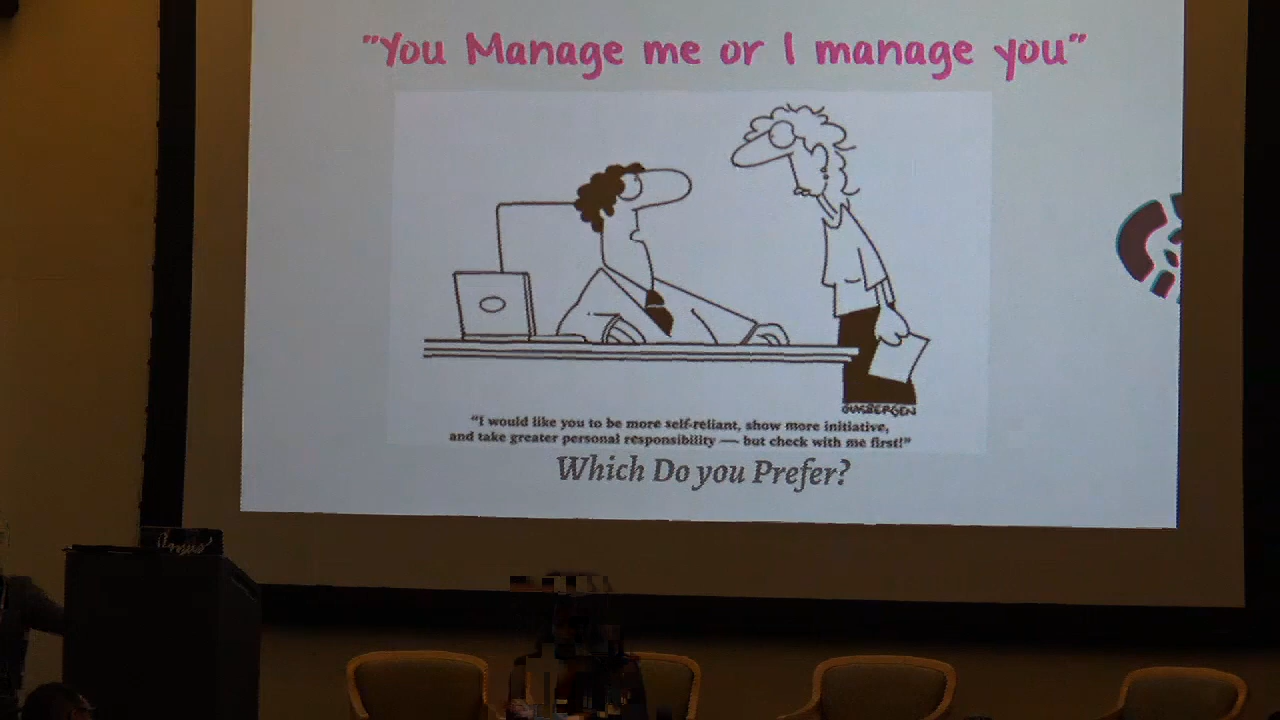 "You Manage me or I manage you"
GLASBERGEN
"I would like you to be more self-reliant, show more initiative,
and take greater personal responsibility — but check with me first!"
Which Do you Prefer?